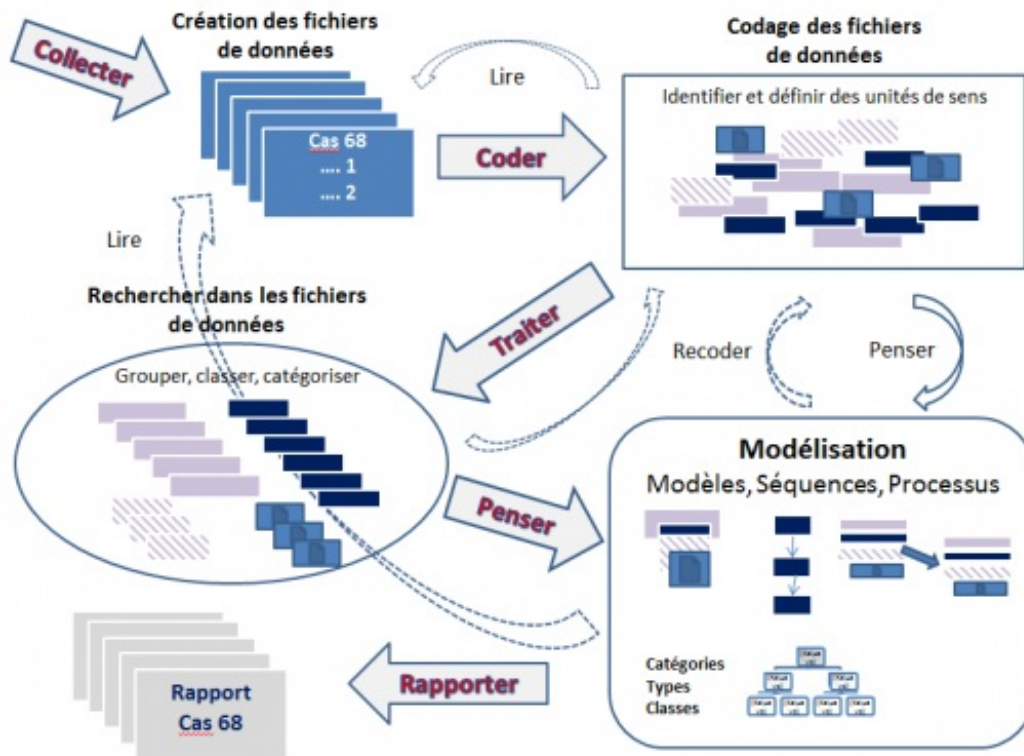 Collecter
Création des fichiers
de données
Cas 68
.... 1
.... 2
Lire
Coder
Codage des fichiers
de données
Identifier et définir des unités de sens
Lire
Rechercher dans les fichiers
de données
Grouper, classer, catégoriser
Traiter
Recoder
Penser
Penser
Modélisation
Modèles, Séquences, Processus
Catégories
Types
Classes
Rapporter
Rapport
Cas 68